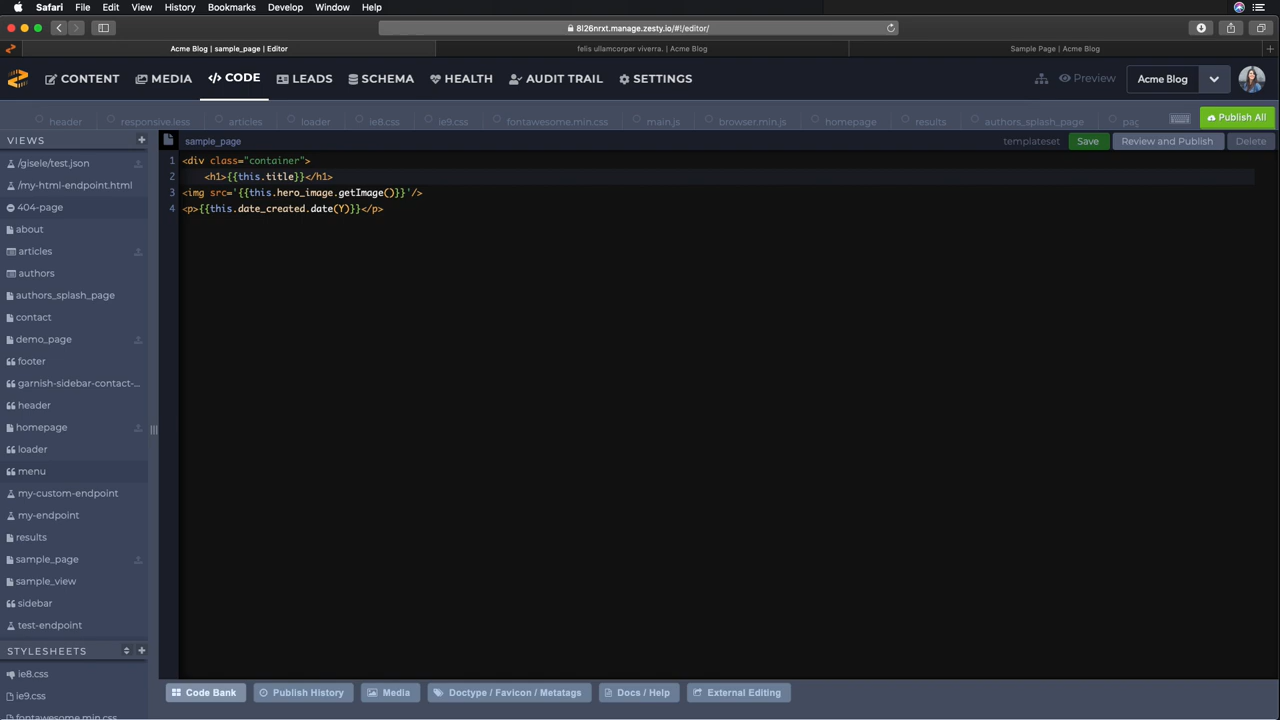 Safari File Edit View History Bookmarks Develop Window Help
8l26nrxt.manage.zesty.io/#!/editor/
Acme Blog | sample_page | Editor
felis ullamcorper viverra. | Acme Blog
Sample Page | Acme Blog
CONTENT MEDIA </> CODE LEADS SCHEMA HEALTH AUDIT TRAIL SETTINGS Preview Acme Blog
header responsive.less articles loader ie8.css ie9.css fontawesome.min.css main.js browser.min.js homepage results authors_splash_page pag Publish All
VIEWS +
sample_page templateset Save Review and Publish Delete
/gisele/test.json
/my-html-endpoint.html
404-page
about
articles
authors
authors_splash_page
contact
demo_page
footer
garnish-sidebar-contact-...
header
homepage
loader
menu
my-custom-endpoint
my-endpoint
results
sample_page
sample_view
sidebar
test-endpoint
STYLESHEETS +
ie8.css
ie9.css
fontawesome.min.css
1 <div class="container">
2 <h1>{{this.title}}</h1>
3 <img src='{{this.hero_image.getImage()}}'/>
4 <p>{{this.date_created.date(Y)}}</p>
Code Bank Publish History Media Doctype / Favicon / Metatags Docs / Help External Editing